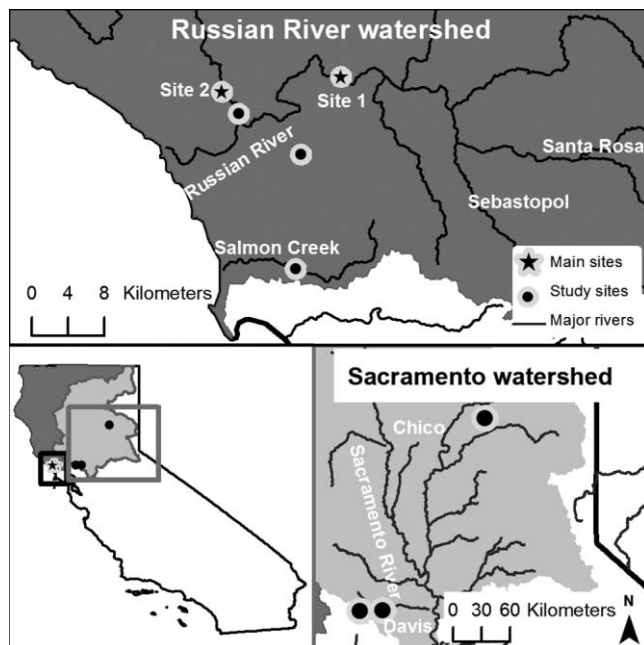 Russian River watershed
Site 2
Site 1
Russian River
Santa Rosa
Sebastopol
Salmon Creek
0 4 8 Kilometers
Main sites
Study sites
Major rivers
Sacramento watershed
Chico
Sacramento River
Davis
0 30 60 Kilometers
N